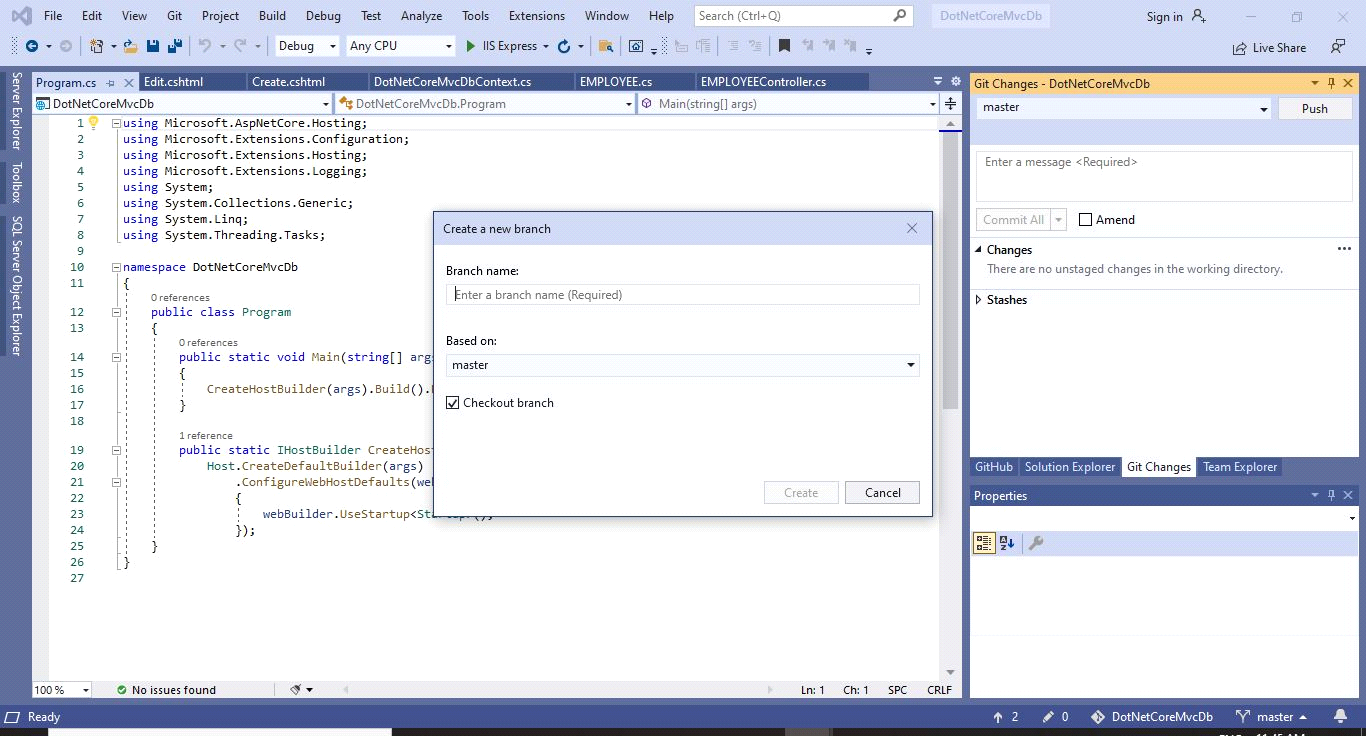 File Edit View Git Project Build Debug Test Analyze Tools Extensions Window Help Search (Ctrl+Q) DotNetCoreMvcDb Sign in
Debug Any CPU IIS Express Live Share
Server Explorer
Toolbox
SQL Server Object Explorer
Program.cs Edit.cshtml Create.cshtml DotNetCoreMvcDbContext.cs EMPLOYEE.cs EMPLOYEEController.cs
DotNetCoreMvcDb DotNetCoreMvcDb.Program Main(string[] args)
1 using Microsoft.AspNetCore.Hosting;
2 using Microsoft.Extensions.Configuration;
3 using Microsoft.Extensions.Hosting;
4 using Microsoft.Extensions.Logging;
5 using System;
6 using System.Collections.Generic;
7 using System.Linq;
8 using System.Threading.Tasks;
9
10 namespace DotNetCoreMvcDb
11 {
0 references
12 public class Program
13 {
0 references
14 public static void Main(string[] args
15 {
16 CreateHostBuilder(args).Build().
17 }
18
1 reference
19 public static IHostBuilder CreateHost
20 Host.CreateDefaultBuilder(args)
21 .ConfigureWebHostDefaults(web
22 {
23 webBuilder.UseStartup<Startup>();
24 });
25 }
26 }
27
Create a new branch
Branch name:
Enter a branch name (Required)
Based on:
master
Checkout branch
Create Cancel
Git Changes - DotNetCoreMvcDb
master Push
Enter a message <Required>
Commit All Amend
Changes
There are no unstaged changes in the working directory.
Stashes
GitHub Solution Explorer Git Changes Team Explorer
Properties
100 % No issues found Ln: 1 Ch: 1 SPC CRLF
Ready 2 0 DotNetCoreMvcDb master